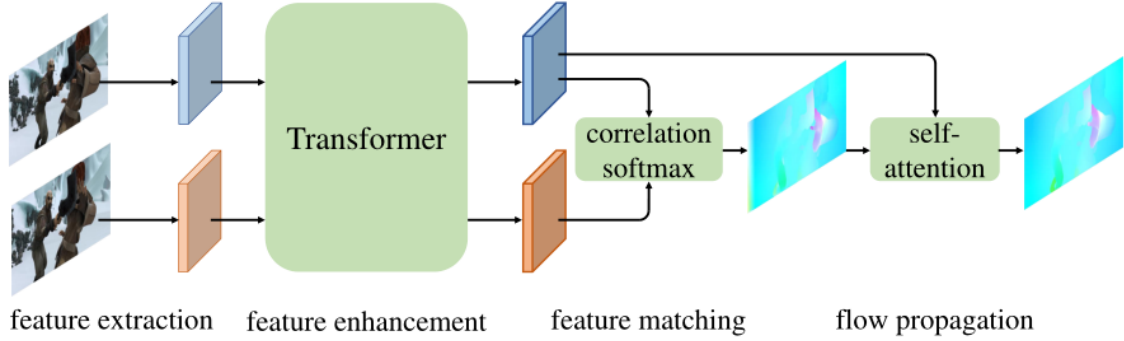 Transformer
correlation
softmax
self-
attention
feature extraction
feature enhancement
feature matching
flow propagation